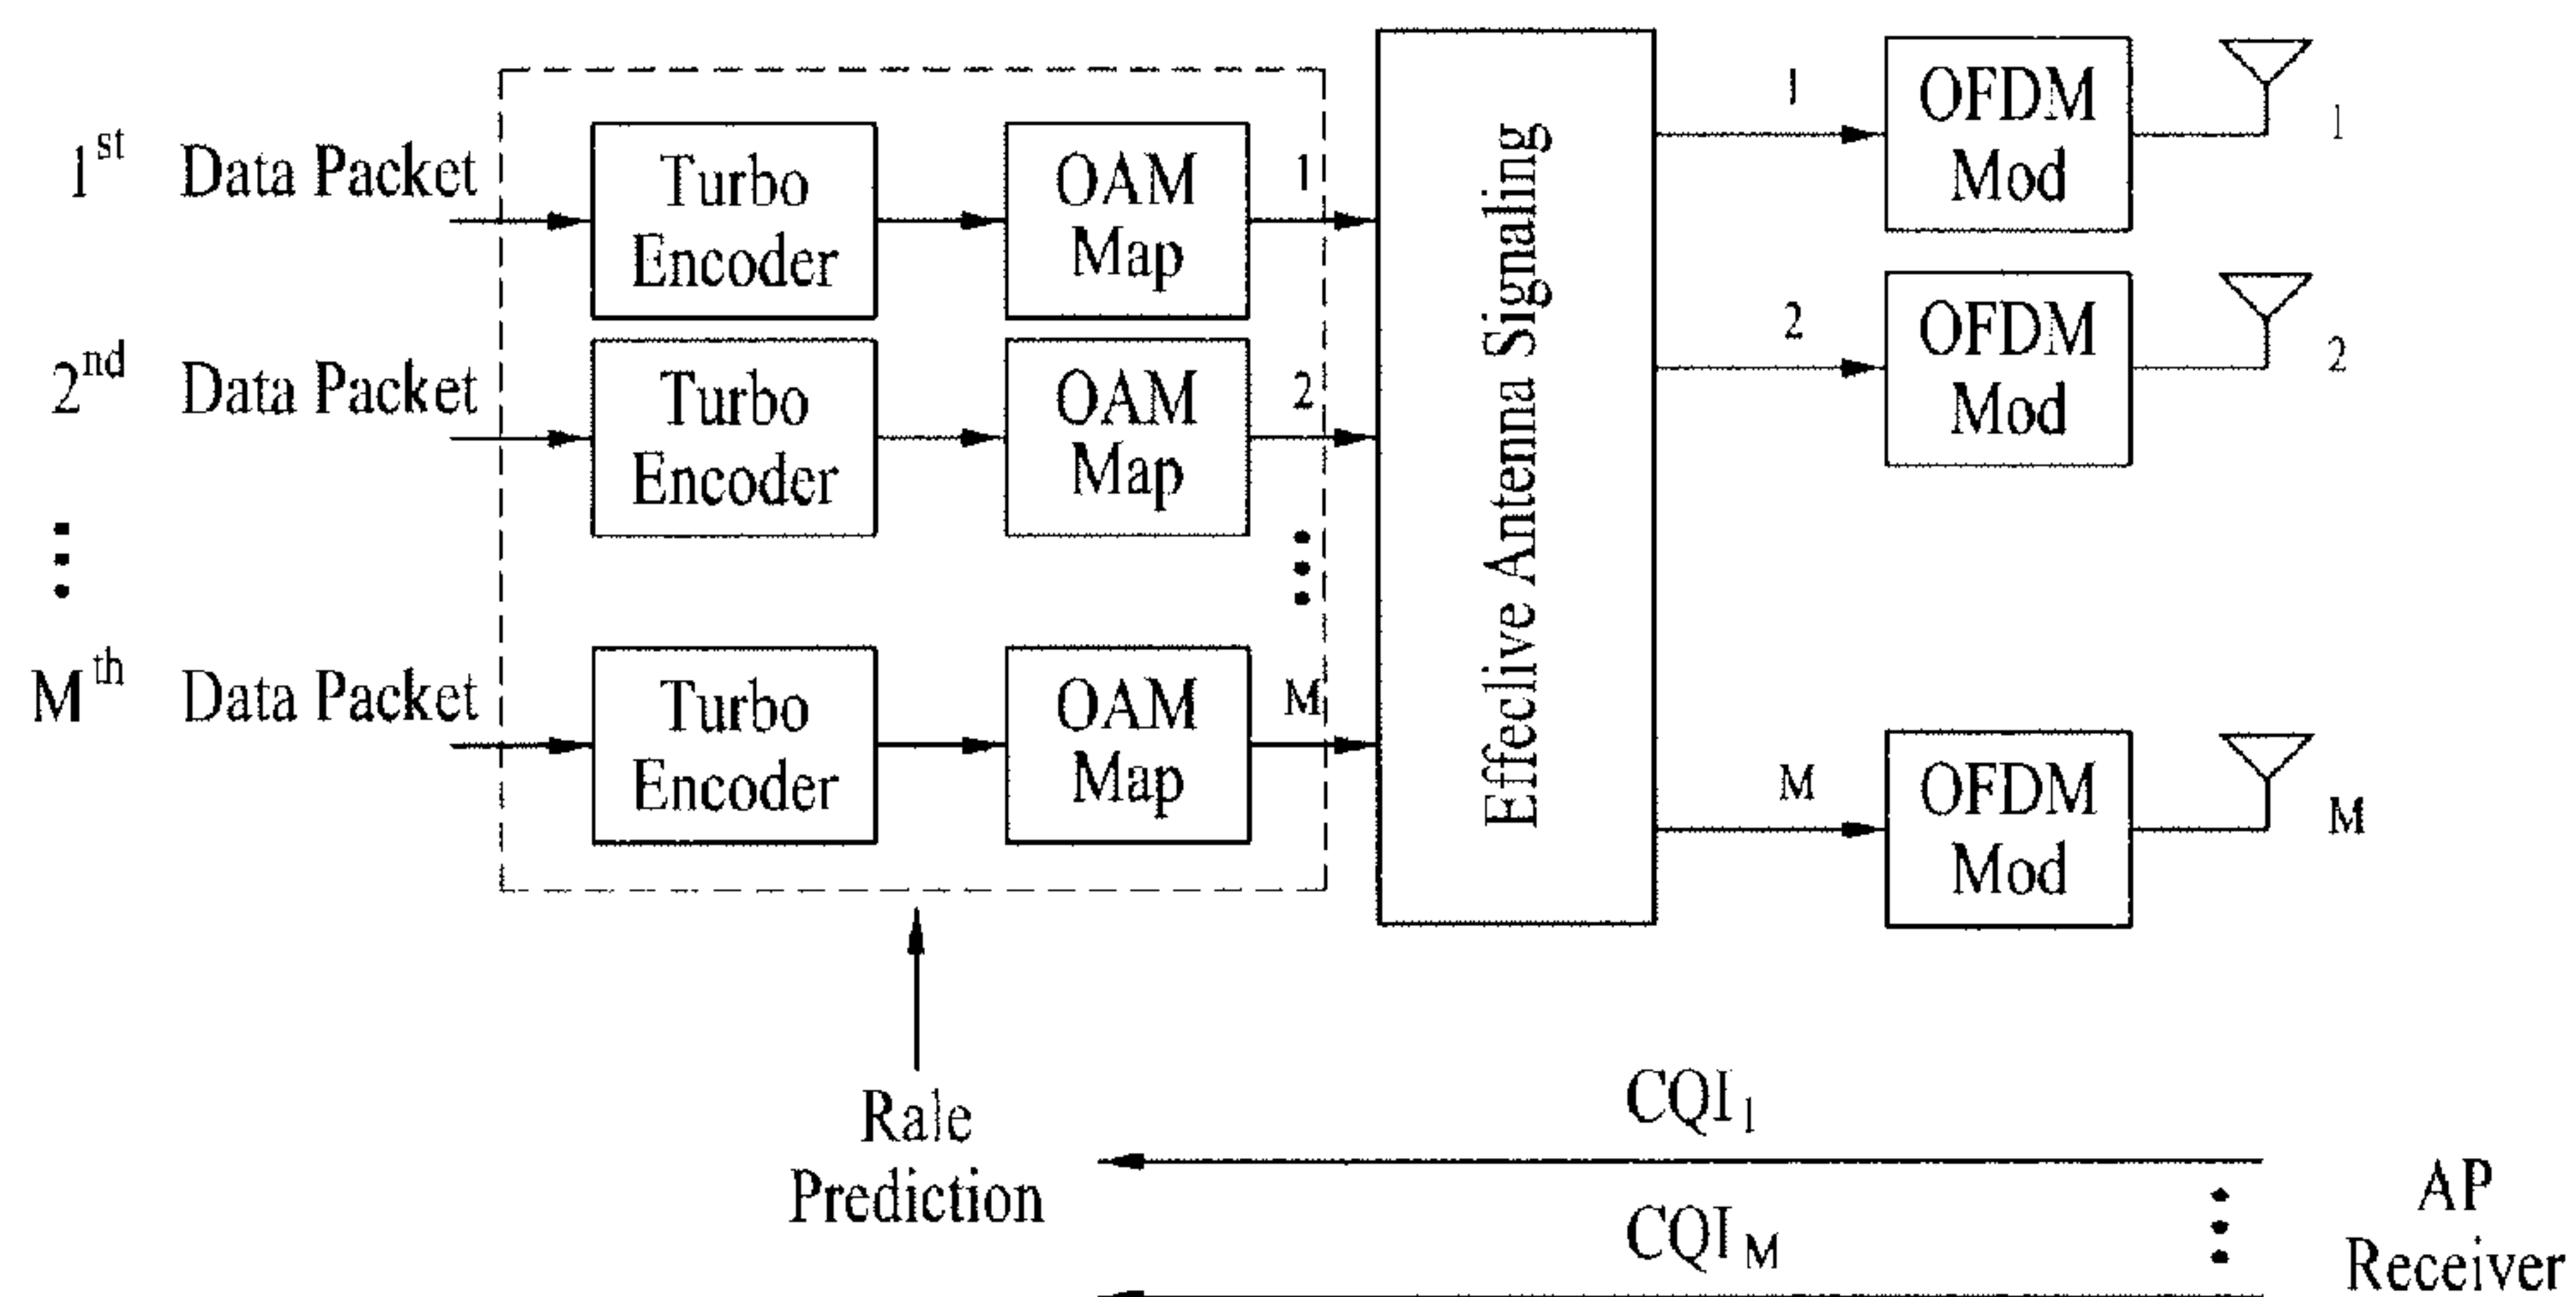 1st Data Packet
Turbo
Encoder
OAM
Map
1
2nd Data Packet
Turbo
Encoder
OAM
Map
2
Mth Data Packet
Turbo
Encoder
OAM
Map
M
Effeclive Antenna Signaling
1
OFDM
Mod
1
2
OFDM
Mod
2
M
OFDM
Mod
M
Rale
Prediction
CQI1
CQIM
AP
Receiver